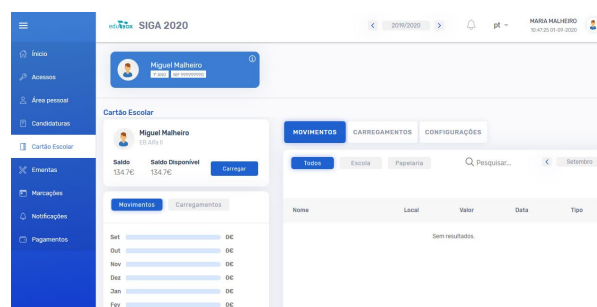 eduBox SIGA 2020
2019/2020
pt
MARIA MALHEIRO
10:47:25 01-09-2020
Início
Acessos
Área pessoal
Candidaturas
Cartão Escolar
Ementas
Marcações
Notificações
Pagamentos
Miguel Malheiro
1º ANO
Cartão Escolar
Miguel Malheiro
Saldo
134.7€
Saldo Disponível
134.7€
Carregar
Movimentos
Carregamentos
Set 0€
Out 0€
Nov 0€
Dez 0€
Jan 0€
Fev 0€
MOVIMENTOS
CARREGAMENTOS
CONFIGURAÇÕES
Todos
Escola
Papelaria
Pesquisar...
Setembro
Nome Local Valor Data Tipo
Sem resultados.